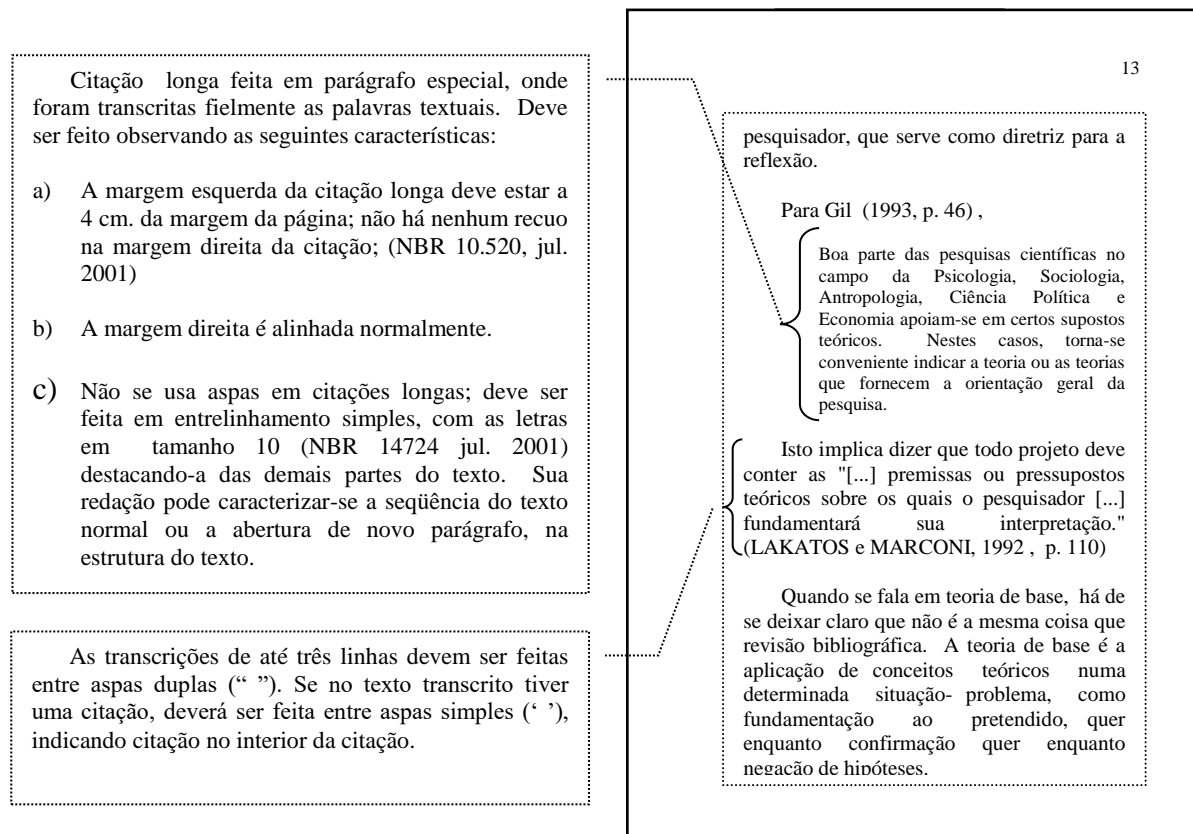 Citação longa feita em parágrafo especial, onde
foram transcritas fielmente as palavras textuais. Deve
ser feito observando as seguintes características:
a) A margem esquerda da citação longa deve estar a
4 cm. da margem da página; não há nenhum recuo
na margem direita da citação; (NBR 10.520, jul.
2001)
b) A margem direita é alinhada normalmente.
c) Não se usa aspas em citações longas; deve ser
feita em entrelinhamento simples, com as letras
em tamanho 10 (NBR 14724 jul. 2001)
destacando-a das demais partes do texto. Sua
redação pode caracterizar-se a seqüência do texto
normal ou a abertura de novo parágrafo, na
estrutura do texto.
As transcrições de até três linhas devem ser feitas
entre aspas duplas (“ ”). Se no texto transcrito tiver
uma citação, deverá ser feita entre aspas simples (‘ ’),
indicando citação no interior da citação.
13
pesquisador, que serve como diretriz para a
reflexão.
Para Gil (1993, p. 46) ,
Boa parte das pesquisas científicas no
campo da Psicologia, Sociologia,
Antropologia, Ciência Política e
Economia apoiam-se em certos supostos
teóricos. Nestes casos, torna-se
conveniente indicar a teoria ou as teorias
que fornecem a orientação geral da
pesquisa.
Isto implica dizer que todo projeto deve
conter as "[...] premissas ou pressupostos
teóricos sobre os quais o pesquisador [...]
fundamentará sua interpretação."
(LAKATOS e MARCONI, 1992 , p. 110)
Quando se fala em teoria de base, há de
se deixar claro que não é a mesma coisa que
revisão bibliográfica. A teoria de base é a
aplicação de conceitos teóricos numa
determinada situação- problema, como
fundamentação ao pretendido, quer
enquanto confirmação quer enquanto
negação de hipóteses.